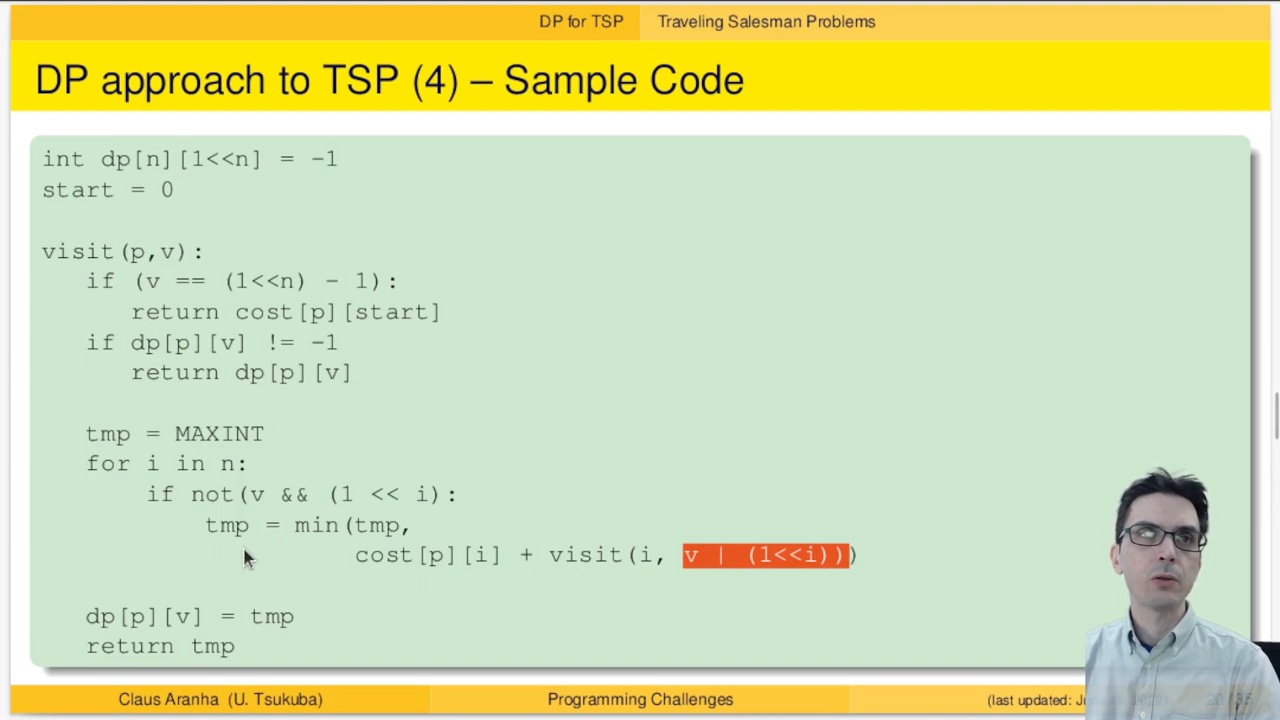 DP for TSP Traveling Salesman Problems
DP approach to TSP (4) – Sample Code
int dp[n][1<<n] = -1
start = 0
visit(p,v):
if (v == (1<<n) - 1):
return cost[p][start]
if dp[p][v] != -1
return dp[p][v]
tmp = MAXINT
for i in n:
if not(v && (1 << i):
tmp = min(tmp,
cost[p][i] + visit(i, v | (1<<i)))
dp[p][v] = tmp
return tmp
Claus Aranha (U. Tsukuba) Programming Challenges (last updated: